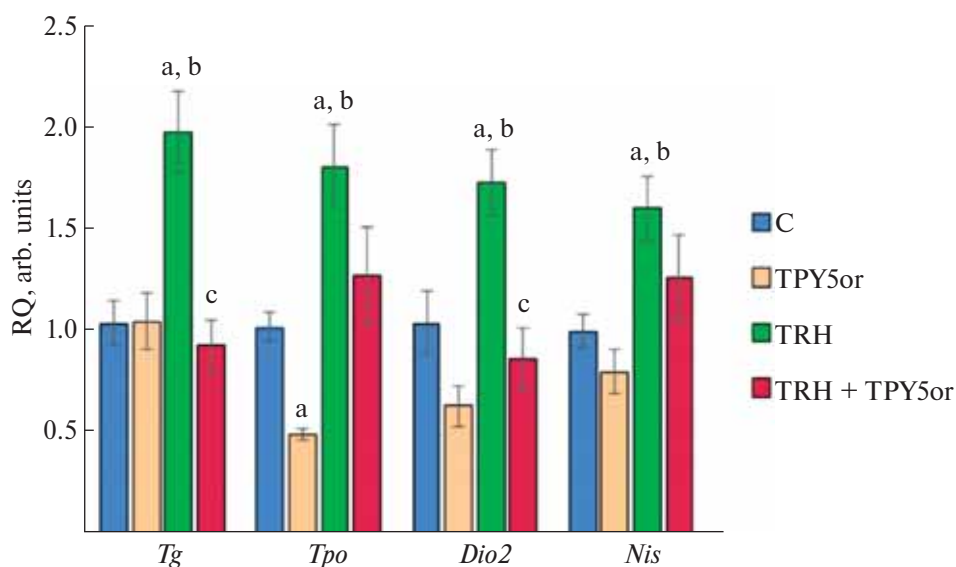 2.5
2.0
1.5
1.0
0.5
RQ, arb. units
a, b
c
a
a, b
a, b
c
a, b
Tg
Tpo
Dio2
Nis
C
TPY5or
TRH
TRH + TPY5or